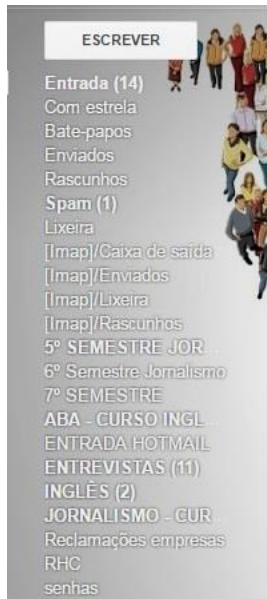 ESCREVER
Entrada (14)
Com estrela
Bate-papos
Enviados
Rascunhos
Spam (1)
Lixeira
[Imap]/Caixa de saída
[Imap]/Enviados
[Imap]/Lixeira
[Imap]/Rascunhos
5º SEMESTRE JOR...
6º Semestre Jornalismo
7º SEMESTRE
ABA - CURSO INGL...
ENTRADA HOTMAIL
ENTREVISTAS (11)
INGLÊS (2)
JORNALISMO - CUR...
Reclamações empresas
RHC
senhas